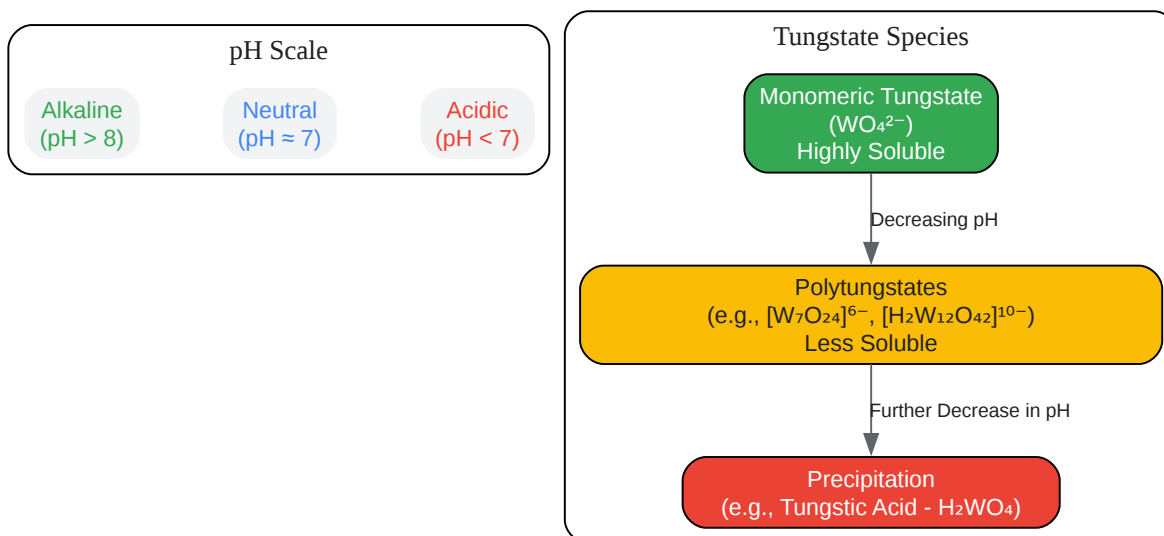 pH Scale
Alkaline
(pH > 8)
Neutral
(pH ≈ 7)
Acidic
(pH < 7)
Tungstate Species
Monomeric Tungstate
(WO₄²⁻)
Highly Soluble
Decreasing pH
Polytungstates
(e.g., [W₇O₂₄]⁶⁻, [H₂W₁₂O₄₂]¹⁰⁻)
Less Soluble
Further Decrease in pH
Precipitation
(e.g., Tungstic Acid - H₂WO₄)